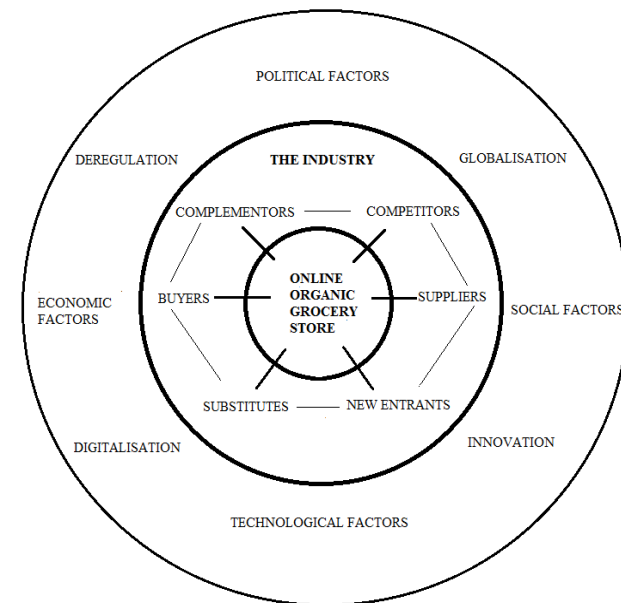 POLITICAL FACTORS
DEREGULATION
THE INDUSTRY
GLOBALISATION
COMPLEMENTORS
COMPETITORS
ECONOMIC
FACTORS
BUYERS
ONLINE
ORGANIC
GROCERY
STORE
SUPPLIERS
SOCIAL FACTORS
SUBSTITUTES
NEW ENTRANTS
DIGITALISATION
INNOVATION
TECHNOLOGICAL FACTORS